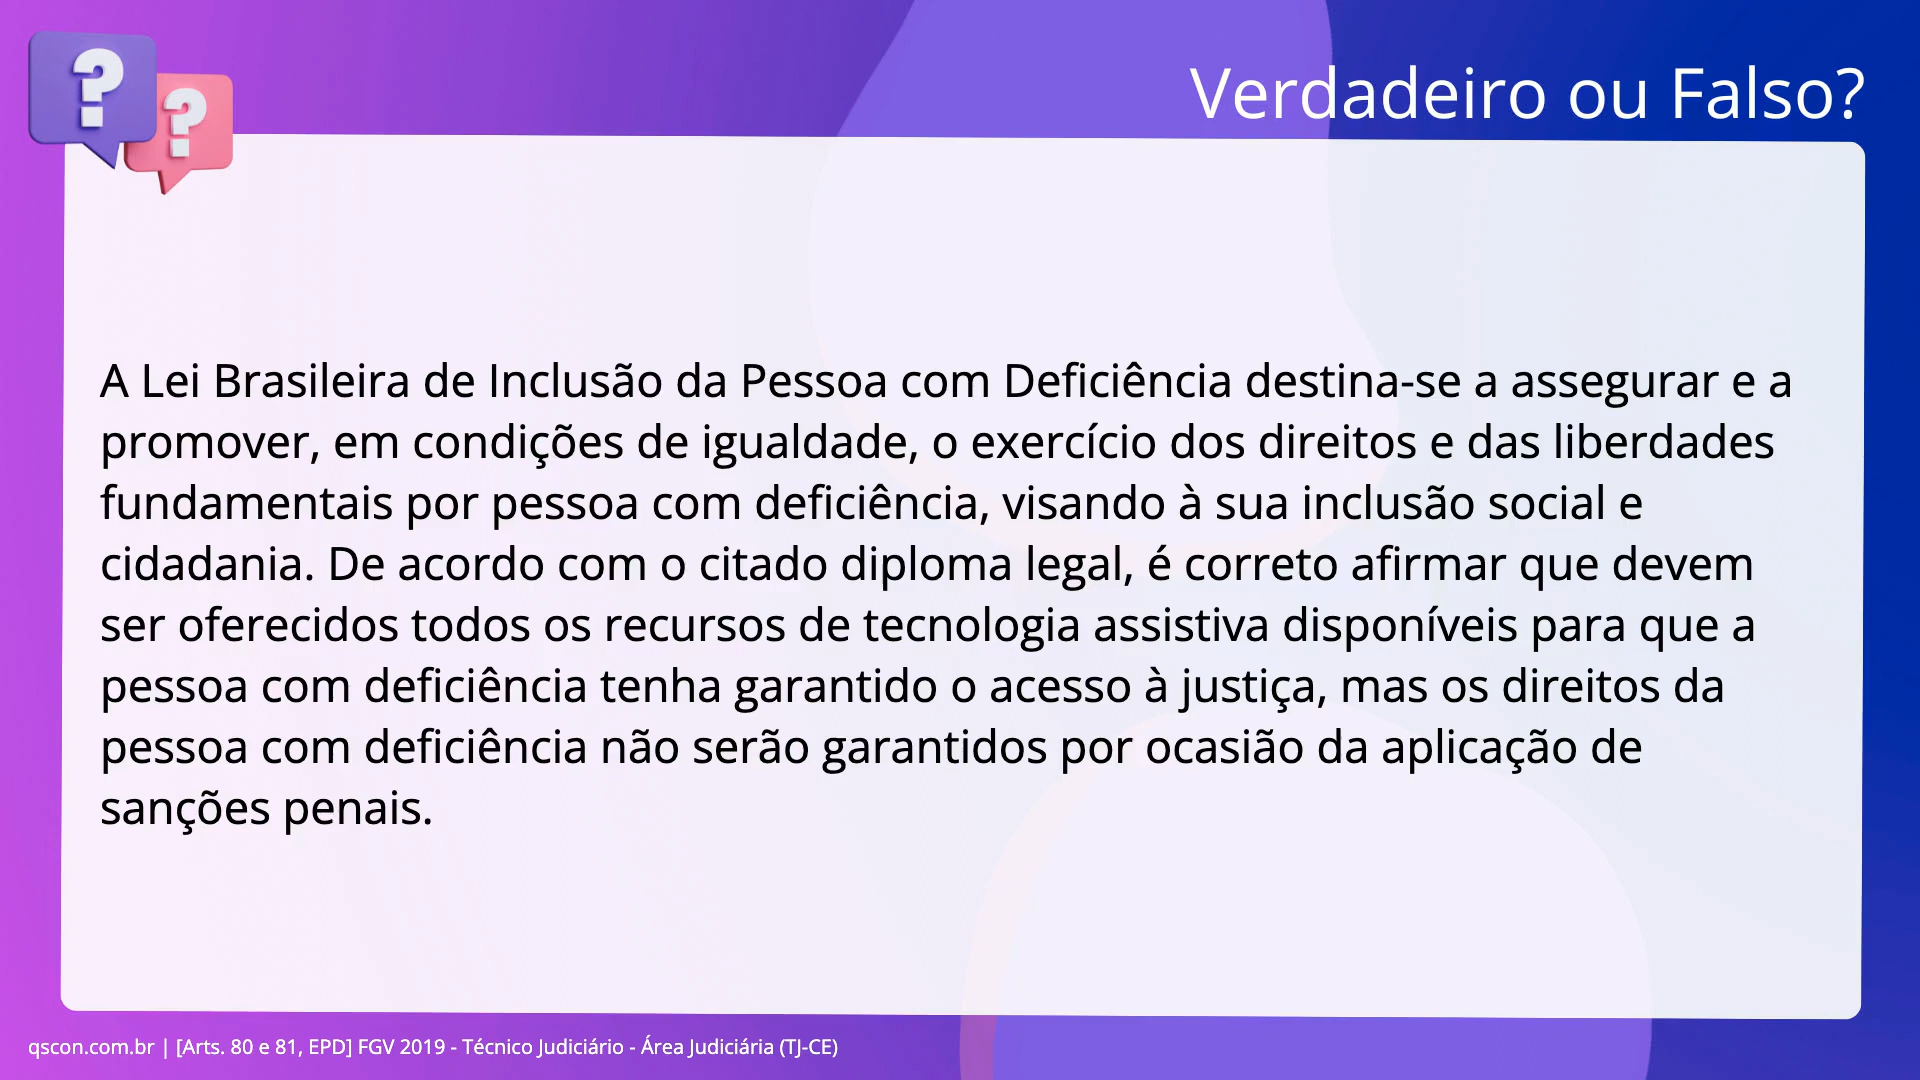 Verdadeiro ou Falso?
A Lei Brasileira de Inclusão da Pessoa com Deficiência destina-se a assegurar e a
promover, em condições de igualdade, o exercício dos direitos e das liberdades
fundamentais por pessoa com deficiência, visando à sua inclusão social e
cidadania. De acordo com o citado diploma legal, é correto afirmar que devem
ser oferecidos todos os recursos de tecnologia assistiva disponíveis para que a
pessoa com deficiência tenha garantido o acesso à justiça, mas os direitos da
pessoa com deficiência não serão garantidos por ocasião da aplicação de
sanções penais.
qscon.com.br | [Arts. 80 e 81, EPD] FGV 2019 - Técnico Judiciário - Área Judiciária (TJ-CE)